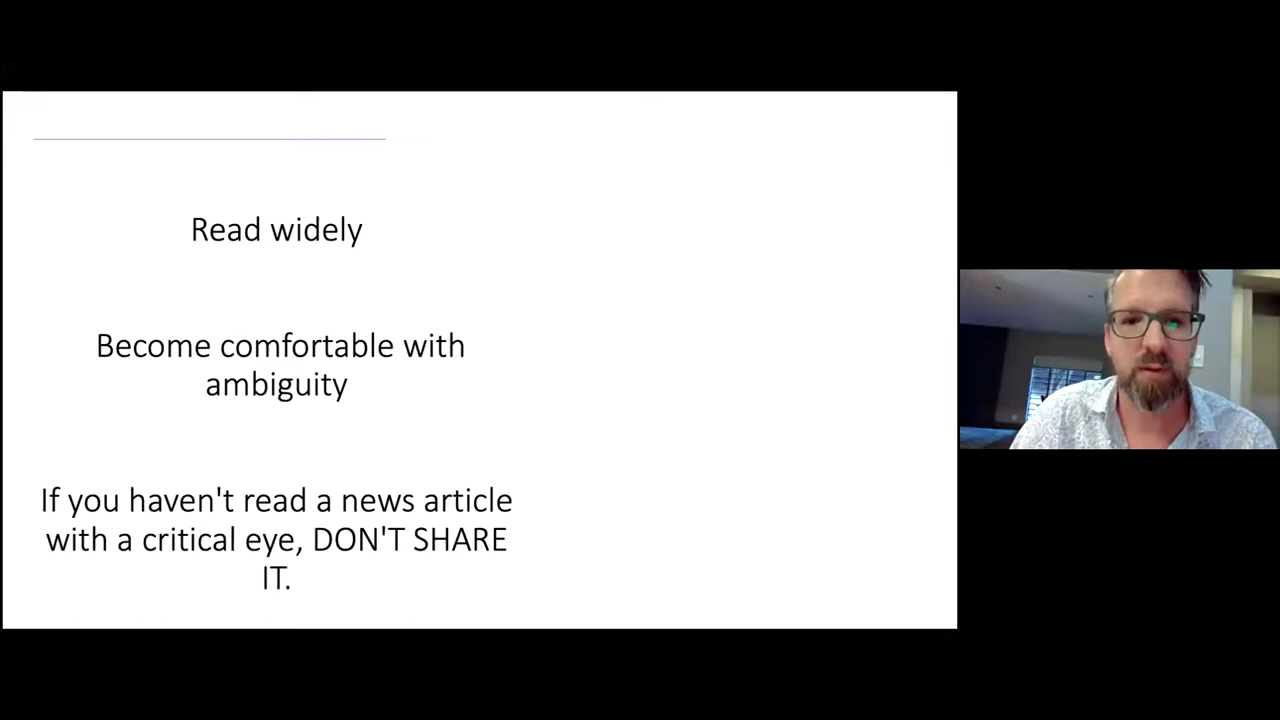 Read widely
Become comfortable with
ambiguity
If you haven't read a news article
with a critical eye, DON'T SHARE
IT.